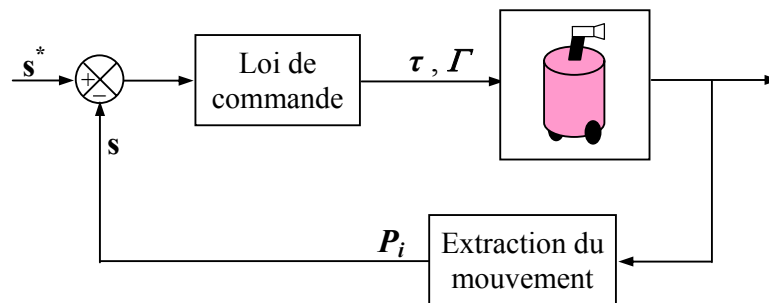 s*
+
−
Loi de
commande
τ , Γ
s
P_i
Extraction du
mouvement